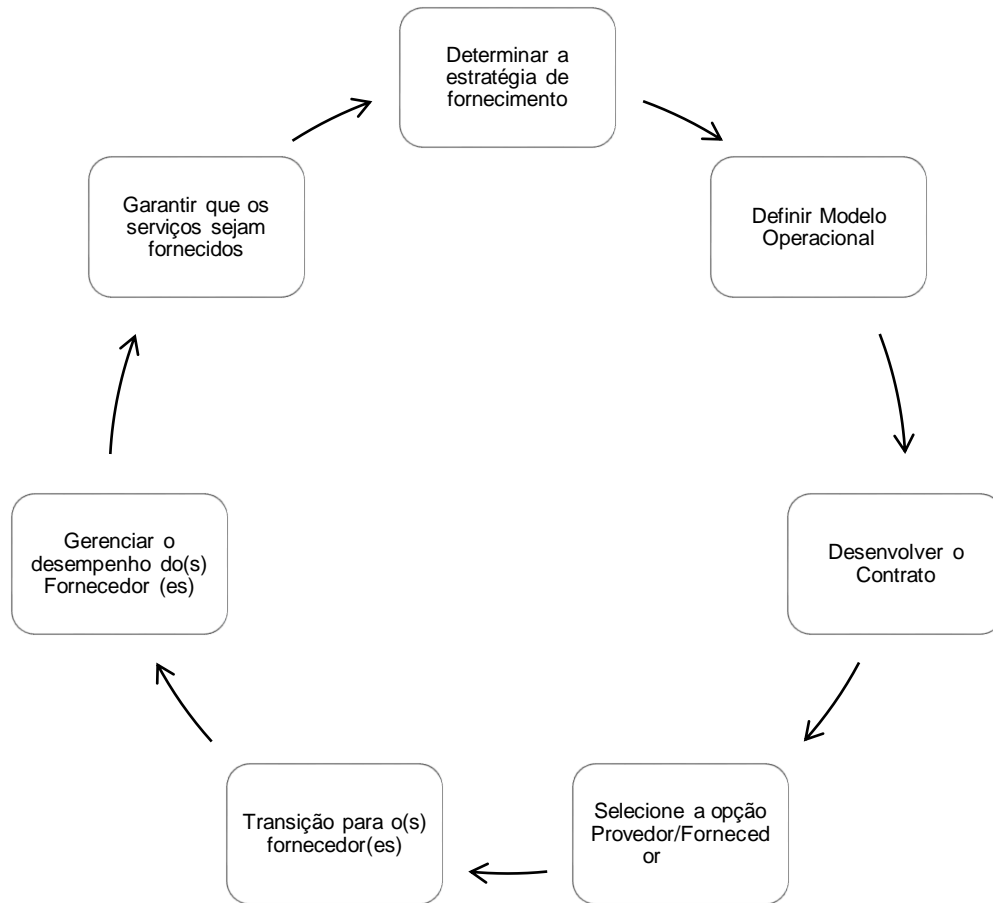 Determinar a
estratégia de
fornecimento
Definir Modelo
Operacional
Desenvolver o
Contrato
Selecione a opção
Provedor/Forneced
or
Transição para o(s)
fornecedor(es)
Gerenciar o
desempenho do(s)
Fornecedor (es)
Garantir que os
serviços sejam
fornecidos